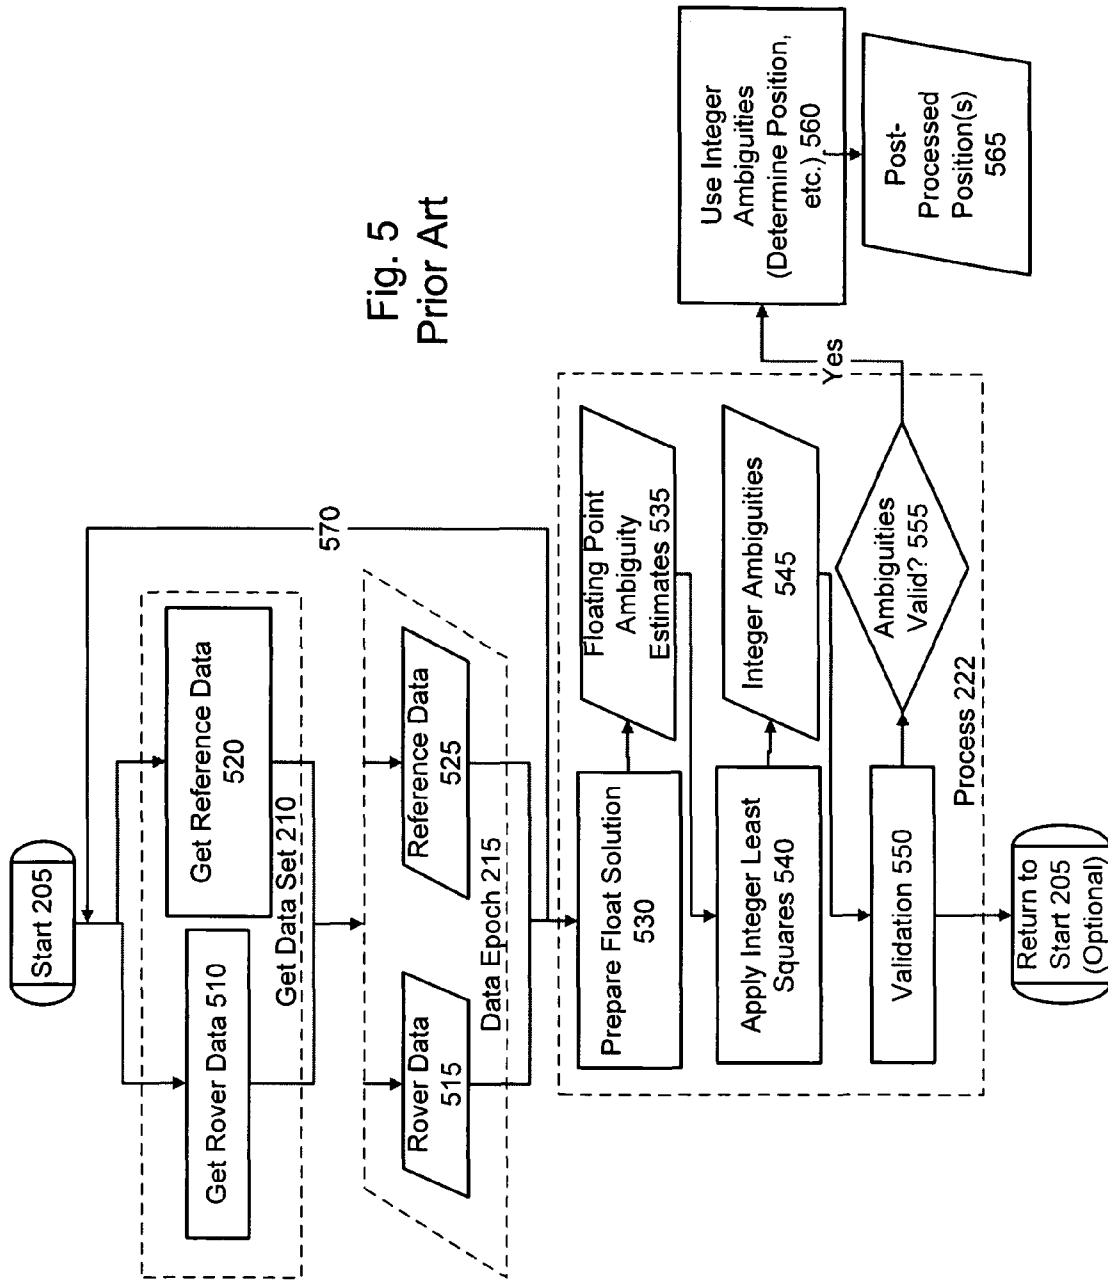 Fig. 5
Prior Art
Start 205
Get Rover Data 510
Get Reference Data
520
Get Data Set 210
570
Rover Data
515
Reference Data
525
Data Epoch 215
Prepare Float Solution
530
Floating Point
Ambiguity
Estimates 535
Apply Integer Least
Squares 540
Integer Ambiguities
545
Validation 550
Ambiguities
Valid? 555
Yes
Process 222
Return to
Start 205
(Optional)
Use Integer
Ambiguities
(Determine Position,
etc.) 560
Post-
Processed
Position(s)
565